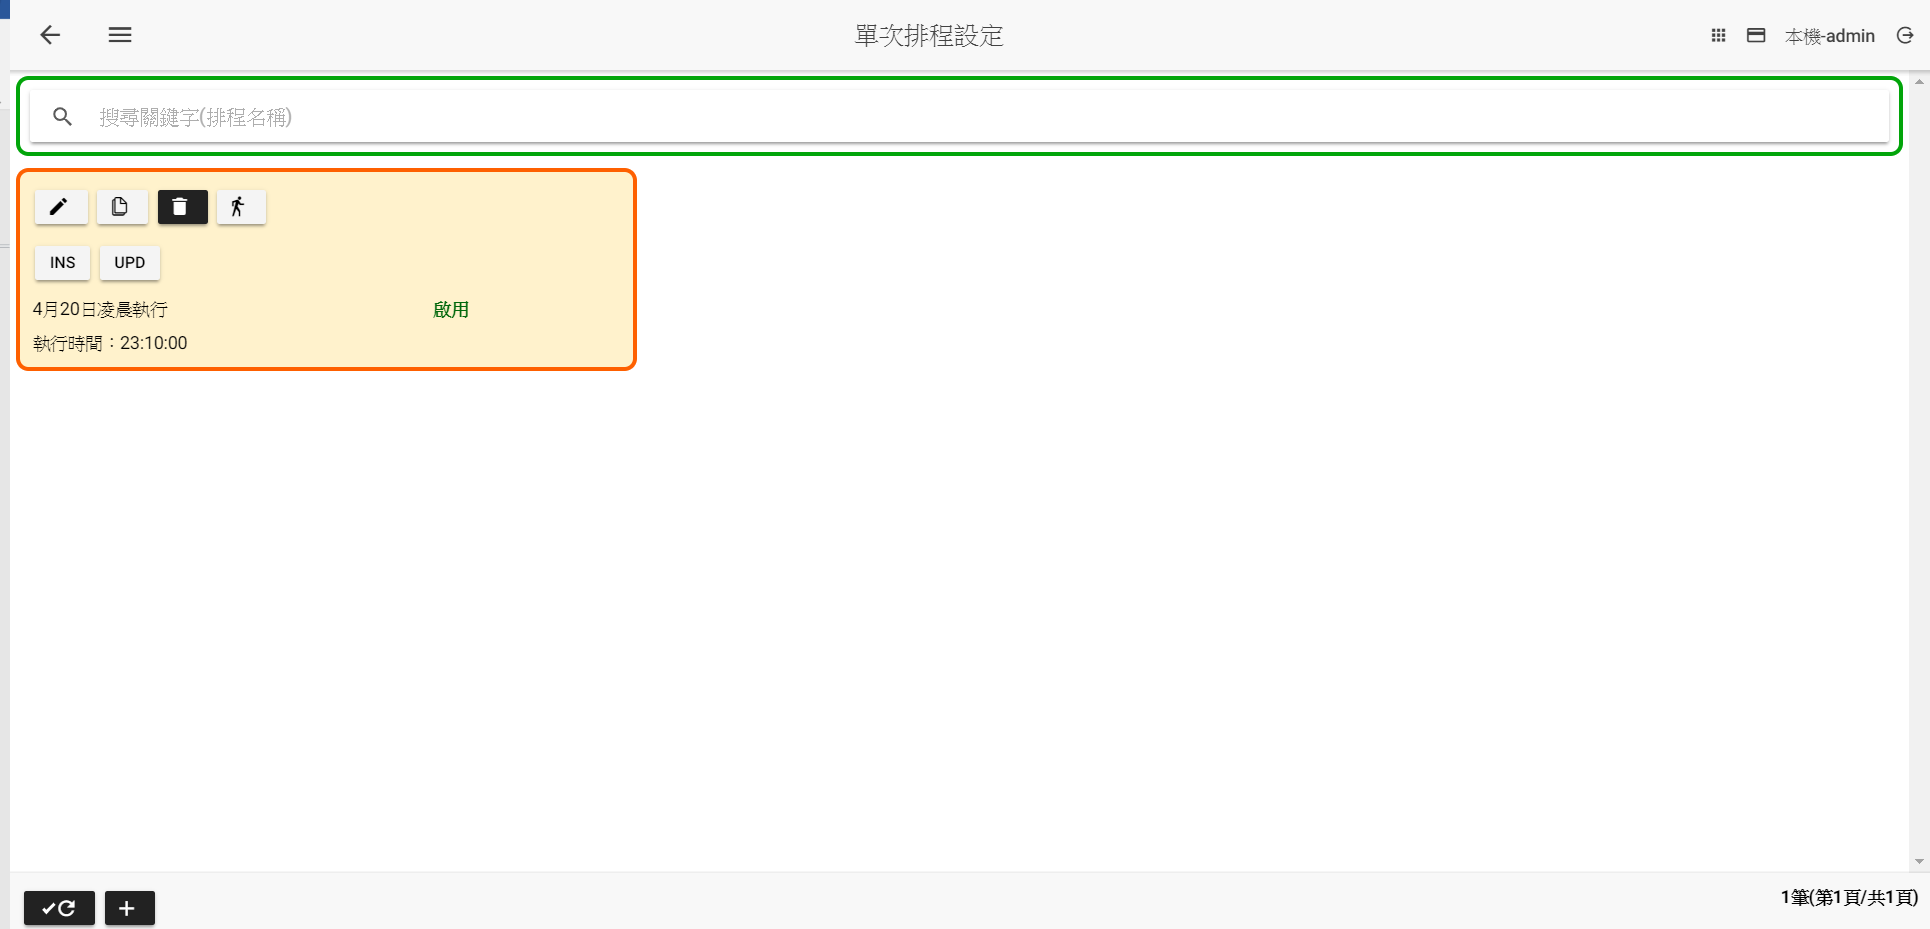 單次排程設定
本機-admin
搜尋關鍵字(排程名稱)
INS UPD
4月20日凌晨執行 啟用
執行時間：23:10:00
1筆(第1頁/共1頁)